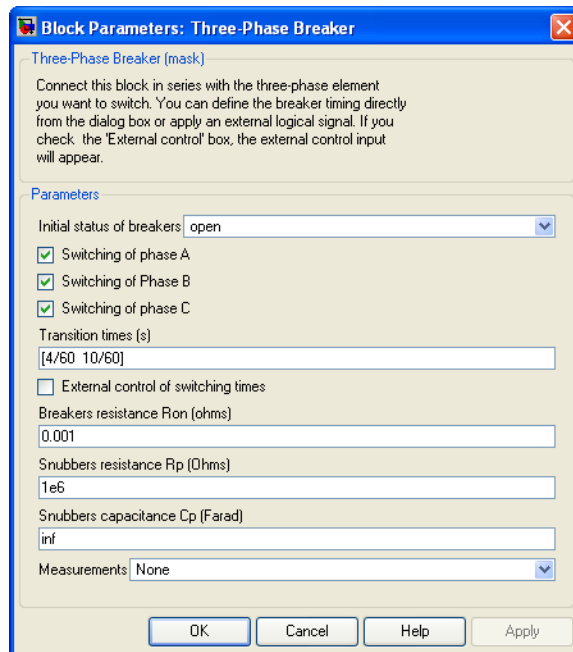 Block Parameters: Three-Phase Breaker
Three-Phase Breaker (mask)
Connect this block in series with the three-phase element
you want to switch. You can define the breaker timing directly
from the dialog box or apply an external logical signal. If you
check the 'External control' box, the external control input
will appear.
Parameters
Initial status of breakers open
Switching of phase A
Switching of Phase B
Switching of phase C
Transition times (s)
[4/60 10/60]
External control of switching times
Breakers resistance Ron (ohms)
0.001
Snubbers resistance Rp (Ohms)
1e6
Snubbers capacitance Cp (Farad)
inf
Measurements None
OK Cancel Help Apply